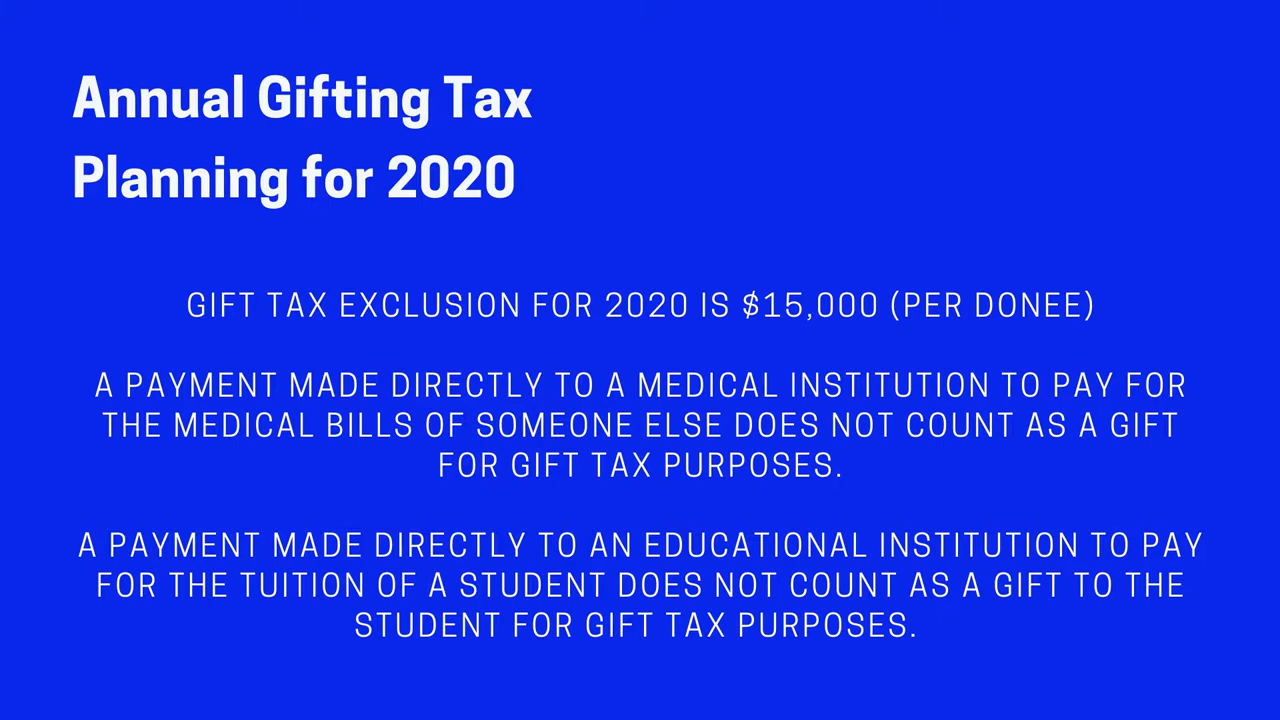 Annual Gifting Tax
Planning for 2020
GIFT TAX EXCLUSION FOR 2020 IS $15,000 (PER DONEE)
A PAYMENT MADE DIRECTLY TO A MEDICAL INSTITUTION TO PAY FOR
THE MEDICAL BILLS OF SOMEONE ELSE DOES NOT COUNT AS A GIFT
FOR GIFT TAX PURPOSES.
A PAYMENT MADE DIRECTLY TO AN EDUCATIONAL INSTITUTION TO PAY
FOR THE TUITION OF A STUDENT DOES NOT COUNT AS A GIFT TO THE
STUDENT FOR GIFT TAX PURPOSES.